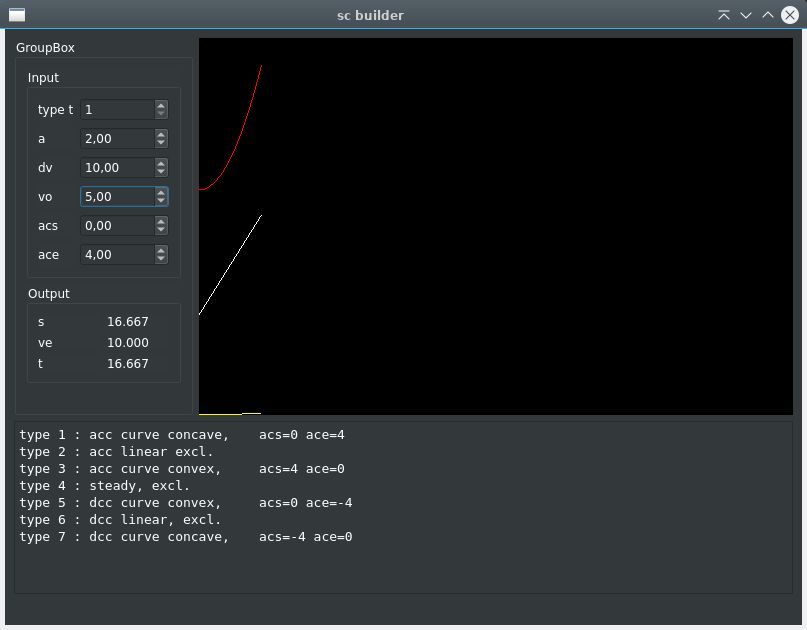 sc builder
GroupBox
Input
type t 1
a 2,00
dv 10,00
vo 5,00
acs 0,00
ace 4,00
Output
s 16.667
ve 10.000
t 16.667
type 1 : acc curve concave,    acs=0 ace=4
type 2 : acc linear excl.
type 3 : acc curve convex,     acs=4 ace=0
type 4 : steady, excl.
type 5 : dcc curve convex,     acs=0 ace=-4
type 6 : dcc linear, excl.
type 7 : dcc curve concave,    acs=-4 ace=0